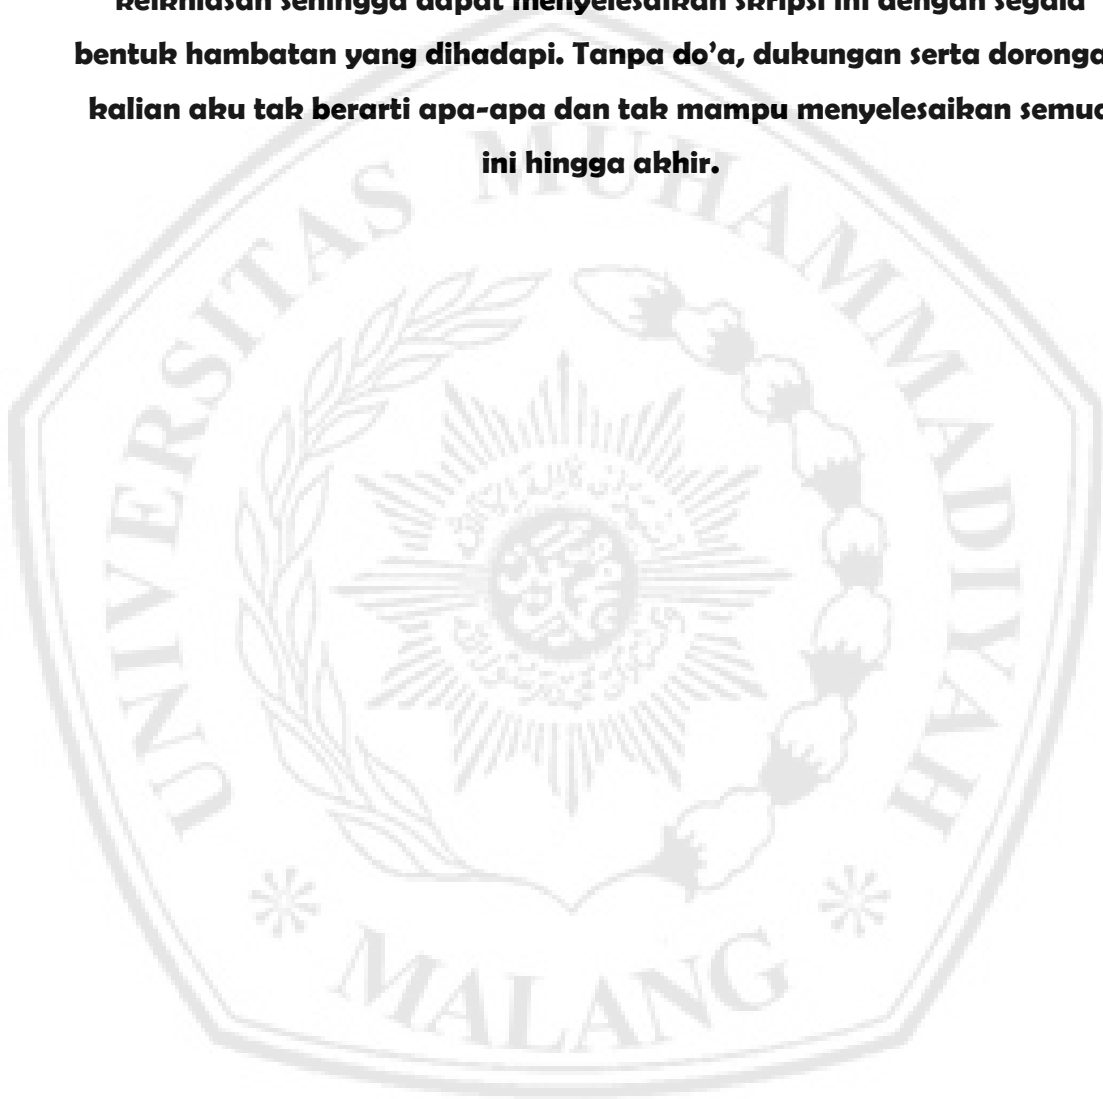 keikhlasan sehingga dapat menyelesaikan skripsi ini dengan segala
bentuk hambatan yang dihadapi. Tanpa do’a, dukungan serta doronga
kalian aku tak berarti apa-apa dan tak mampu menyelesaikan semua
ini hingga akhir.
UNIVERSITAS MUHAMMADIYAH
MALANG